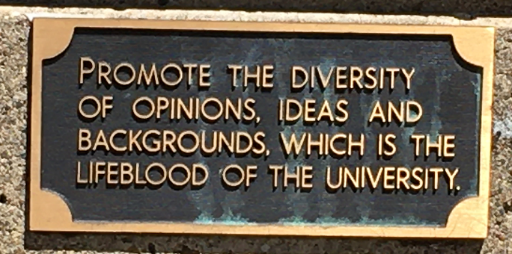 PROMOTE THE DIVERSITY
OF OPINIONS, IDEAS AND
BACKGROUNDS, WHICH IS THE
LIFEBLOOD OF THE UNIVERSITY.